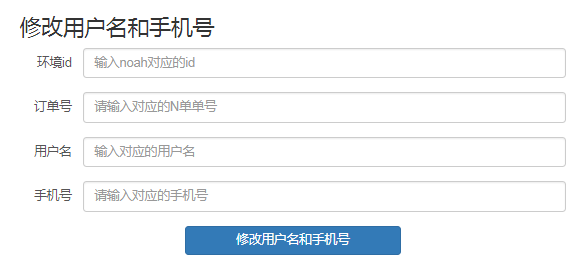 修改用户名和手机号
环境id 输入noah对应的id
订单号 请输入对应的N单单号
用户名 输入对应的用户名
手机号 请输入对应的手机号
修改用户名和手机号